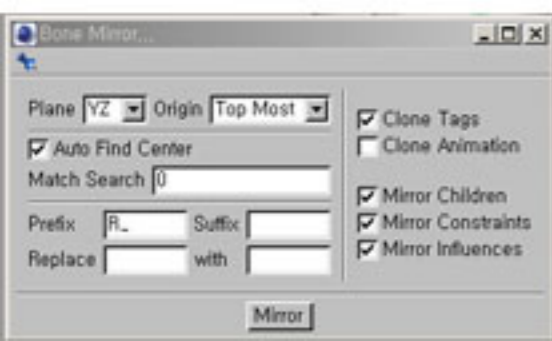 Bone Mirror...
Plane YZ Origin Top Most
Auto Find Center
Match Search 0
Prefix R_ Suffix
Replace with
Clone Tags
Clone Animation
Mirror Children
Mirror Constraints
Mirror Influences
Mirror